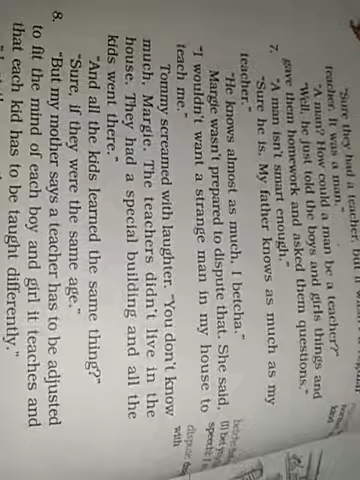 "Sure they had a teacher, but it
teacher. It was a man."
"A man? How could a man be a teacher?"
"Well, he just told the boys and girls things and
gave them homework and asked them questions."
7. "A man isn't smart enough."
"Sure he is. My father knows as much as my
teacher."
"He knows almost as much, I betcha."
Margie wasn't prepared to dispute that. She said,
"I wouldn't want a strange man in my house to
teach me."
Tommy screamed with laughter. "You don't know
much, Margie. The teachers didn't live in the
house. They had a special building and all the
kids went there."
"And all the kids learned the same thing?"
"Sure, if they were the same age."
8. "But my mother says a teacher has to be adjusted
to fit the mind of each boy and girl it teaches and
that each kid has to be taught differently."
(I bet you
dispute
with